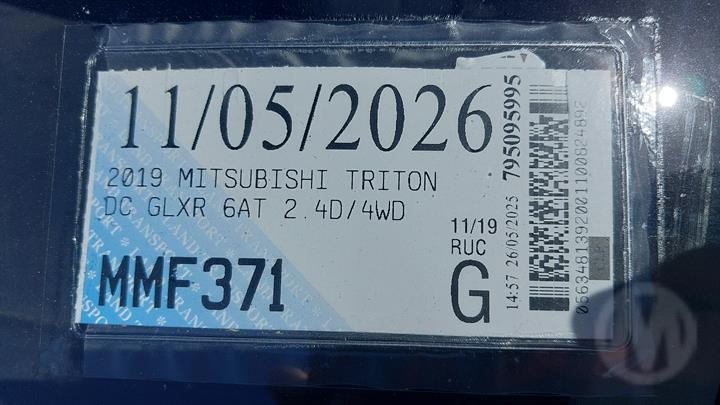 11/05/2026
2019 MITSUBISHI TRITON
DC GLXR 6AT 2.4D/4WD
11/19
RUC
MMF371
G
14:57 26/05/2025
795095995